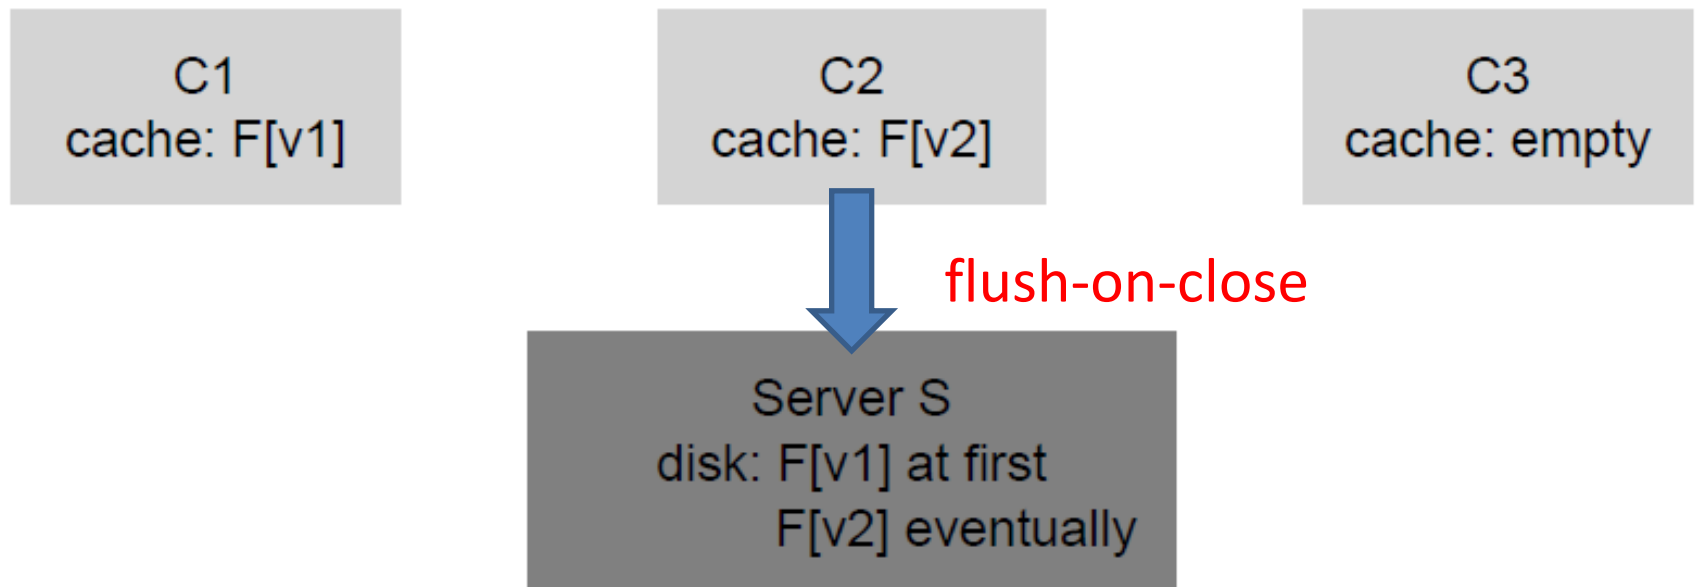 C1
cache: F[v1]
C2
cache: F[v2]
C3
cache: empty
flush-on-close
Server S
disk: F[v1] at first
F[v2] eventually